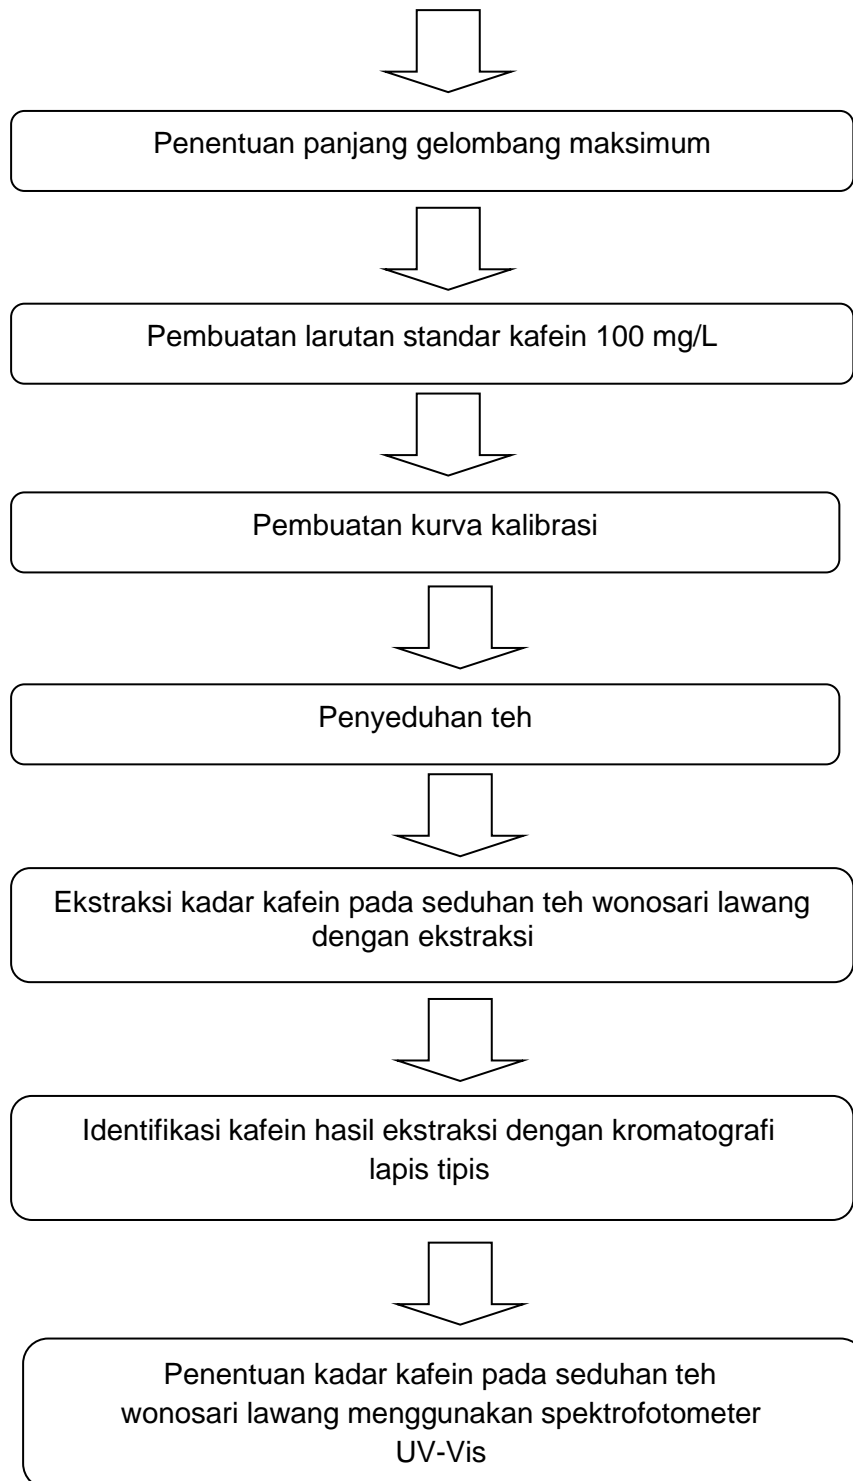 Penentuan panjang gelombang maksimum
Pembuatan larutan standar kafein 100 mg/L
Pembuatan kurva kalibrasi
Penyeduhan teh
Ekstraksi kadar kafein pada seduhan teh wonosari lawang
dengan ekstraksi
Identifikasi kafein hasil ekstraksi dengan kromatografi
lapis tipis
Penentuan kadar kafein pada seduhan teh
wonosari lawang menggunakan spektrofotometer
UV-Vis